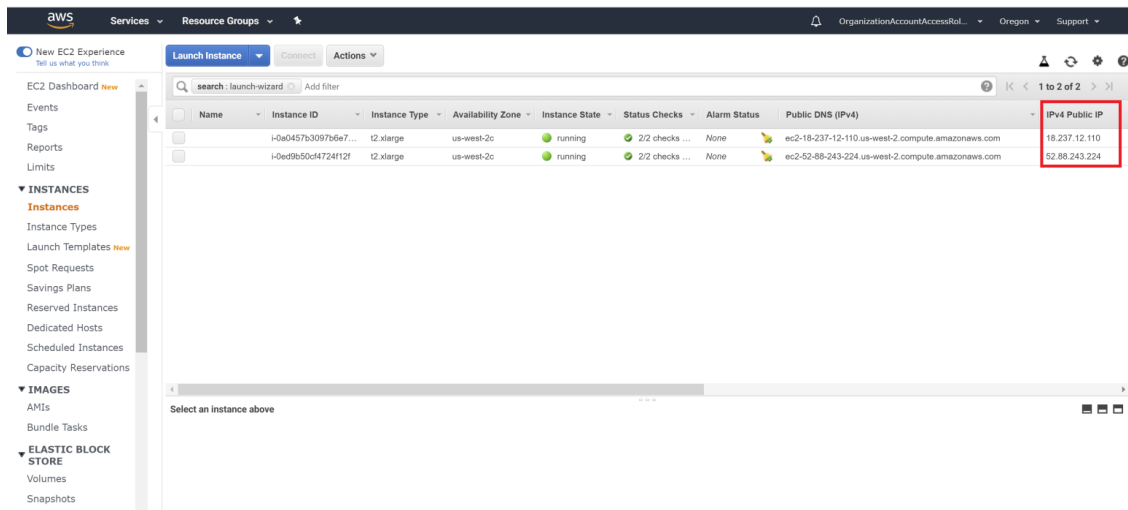 aws Services Resource Groups OrganizationAccountAccessRol... Oregon Support
New EC2 Experience
Tell us what you think
EC2 Dashboard New
Events
Tags
Reports
Limits
INSTANCES
Instances
Instance Types
Launch Templates New
Spot Requests
Savings Plans
Reserved Instances
Dedicated Hosts
Scheduled Instances
Capacity Reservations
IMAGES
AMIs
Bundle Tasks
ELASTIC BLOCK
STORE
Volumes
Snapshots
Launch Instance Connect Actions
search : launch-wizard Add filter 1 to 2 of 2
Name Instance ID Instance Type Availability Zone Instance State Status Checks Alarm Status Public DNS (IPv4) IPv4 Public IP
i-0a0457b3097b6e7... t2.xlarge us-west-2c running 2/2 checks ... None ec2-18-237-12-110.us-west-2.compute.amazonaws.com 18.237.12.110
i-0ed9b50cf4724f12f t2.xlarge us-west-2c running 2/2 checks ... None ec2-52-88-243-224.us-west-2.compute.amazonaws.com 52.88.243.224
Select an instance above